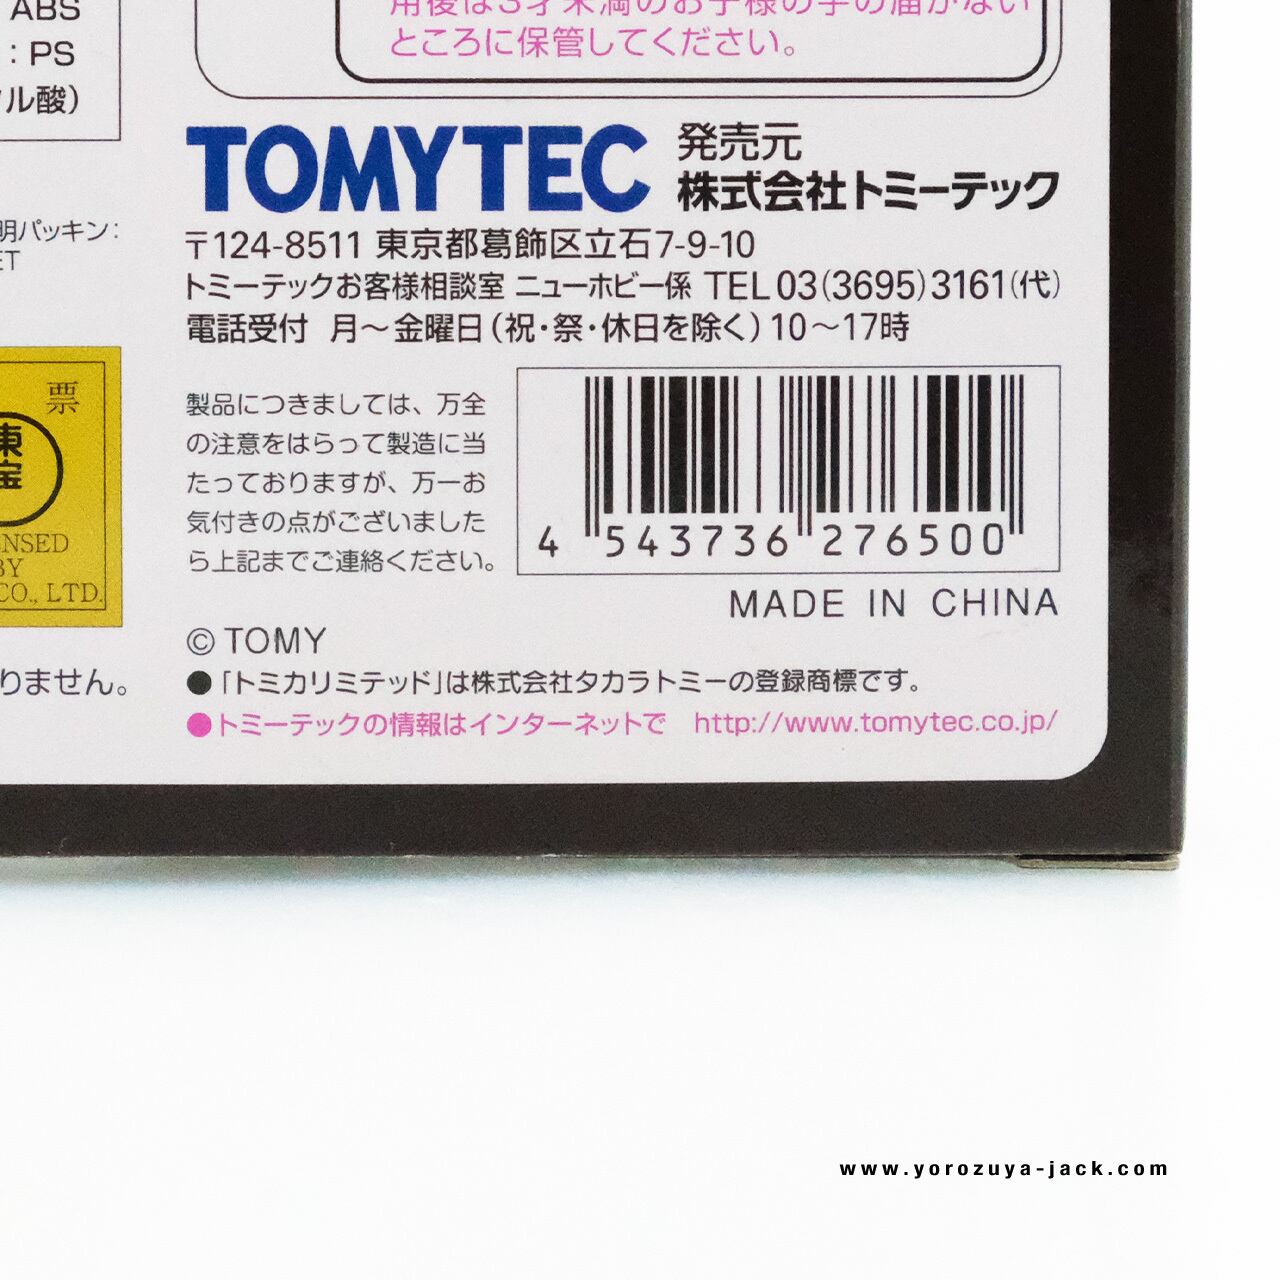 ABS
: PS
ル酸)
用後は3才未満のお子様の手の届かない
ところに保管してください。
TOMYTEC
発売元
株式会社トミーテック
〒124-8511 東京都葛飾区立石7-9-10
トミーテックお客様相談室 ニューホビー係 TEL 03(3695)3161(代)
電話受付 月〜金曜日(祝・祭・休日を除く)10〜17時
明パッキン:
ET
票
東宝
ENSED
BY
CO., LTD.
りません。
製品につきましては、万全
の注意をはらって製造に当
たっておりますが、万一お
気付きの点がございました
ら上記までご連絡ください。
4 543736 276500
MADE IN CHINA
© TOMY
●「トミカリミテッド」は株式会社タカラトミーの登録商標です。
●トミーテックの情報はインターネットで http://www.tomytec.co.jp/
www.yorozuya-jack.com